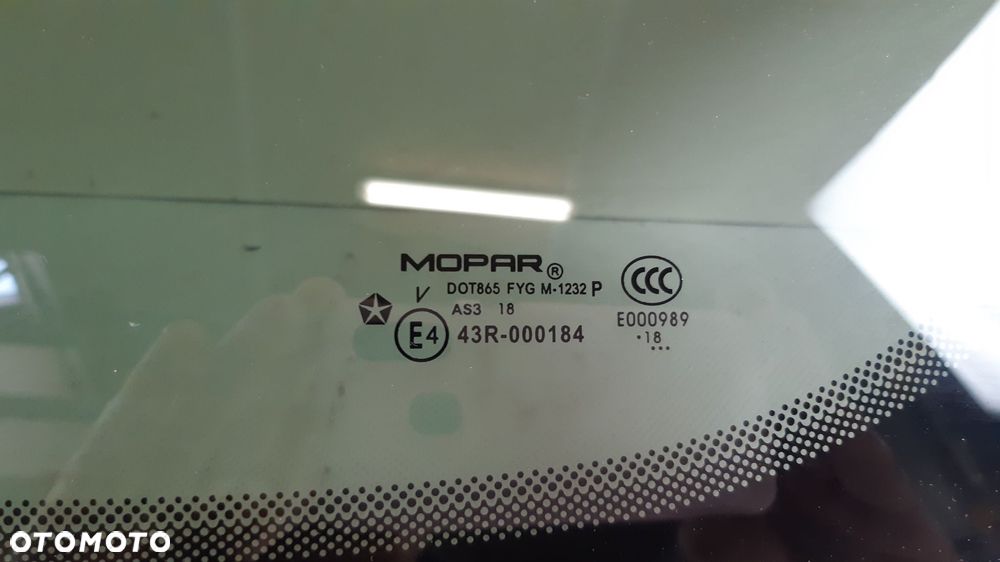 MOPAR®
V DOT865 FYG M-1232 P
AS3 18
E4 43R-000184
CCC
E000989
·18
...
OTOMOTO